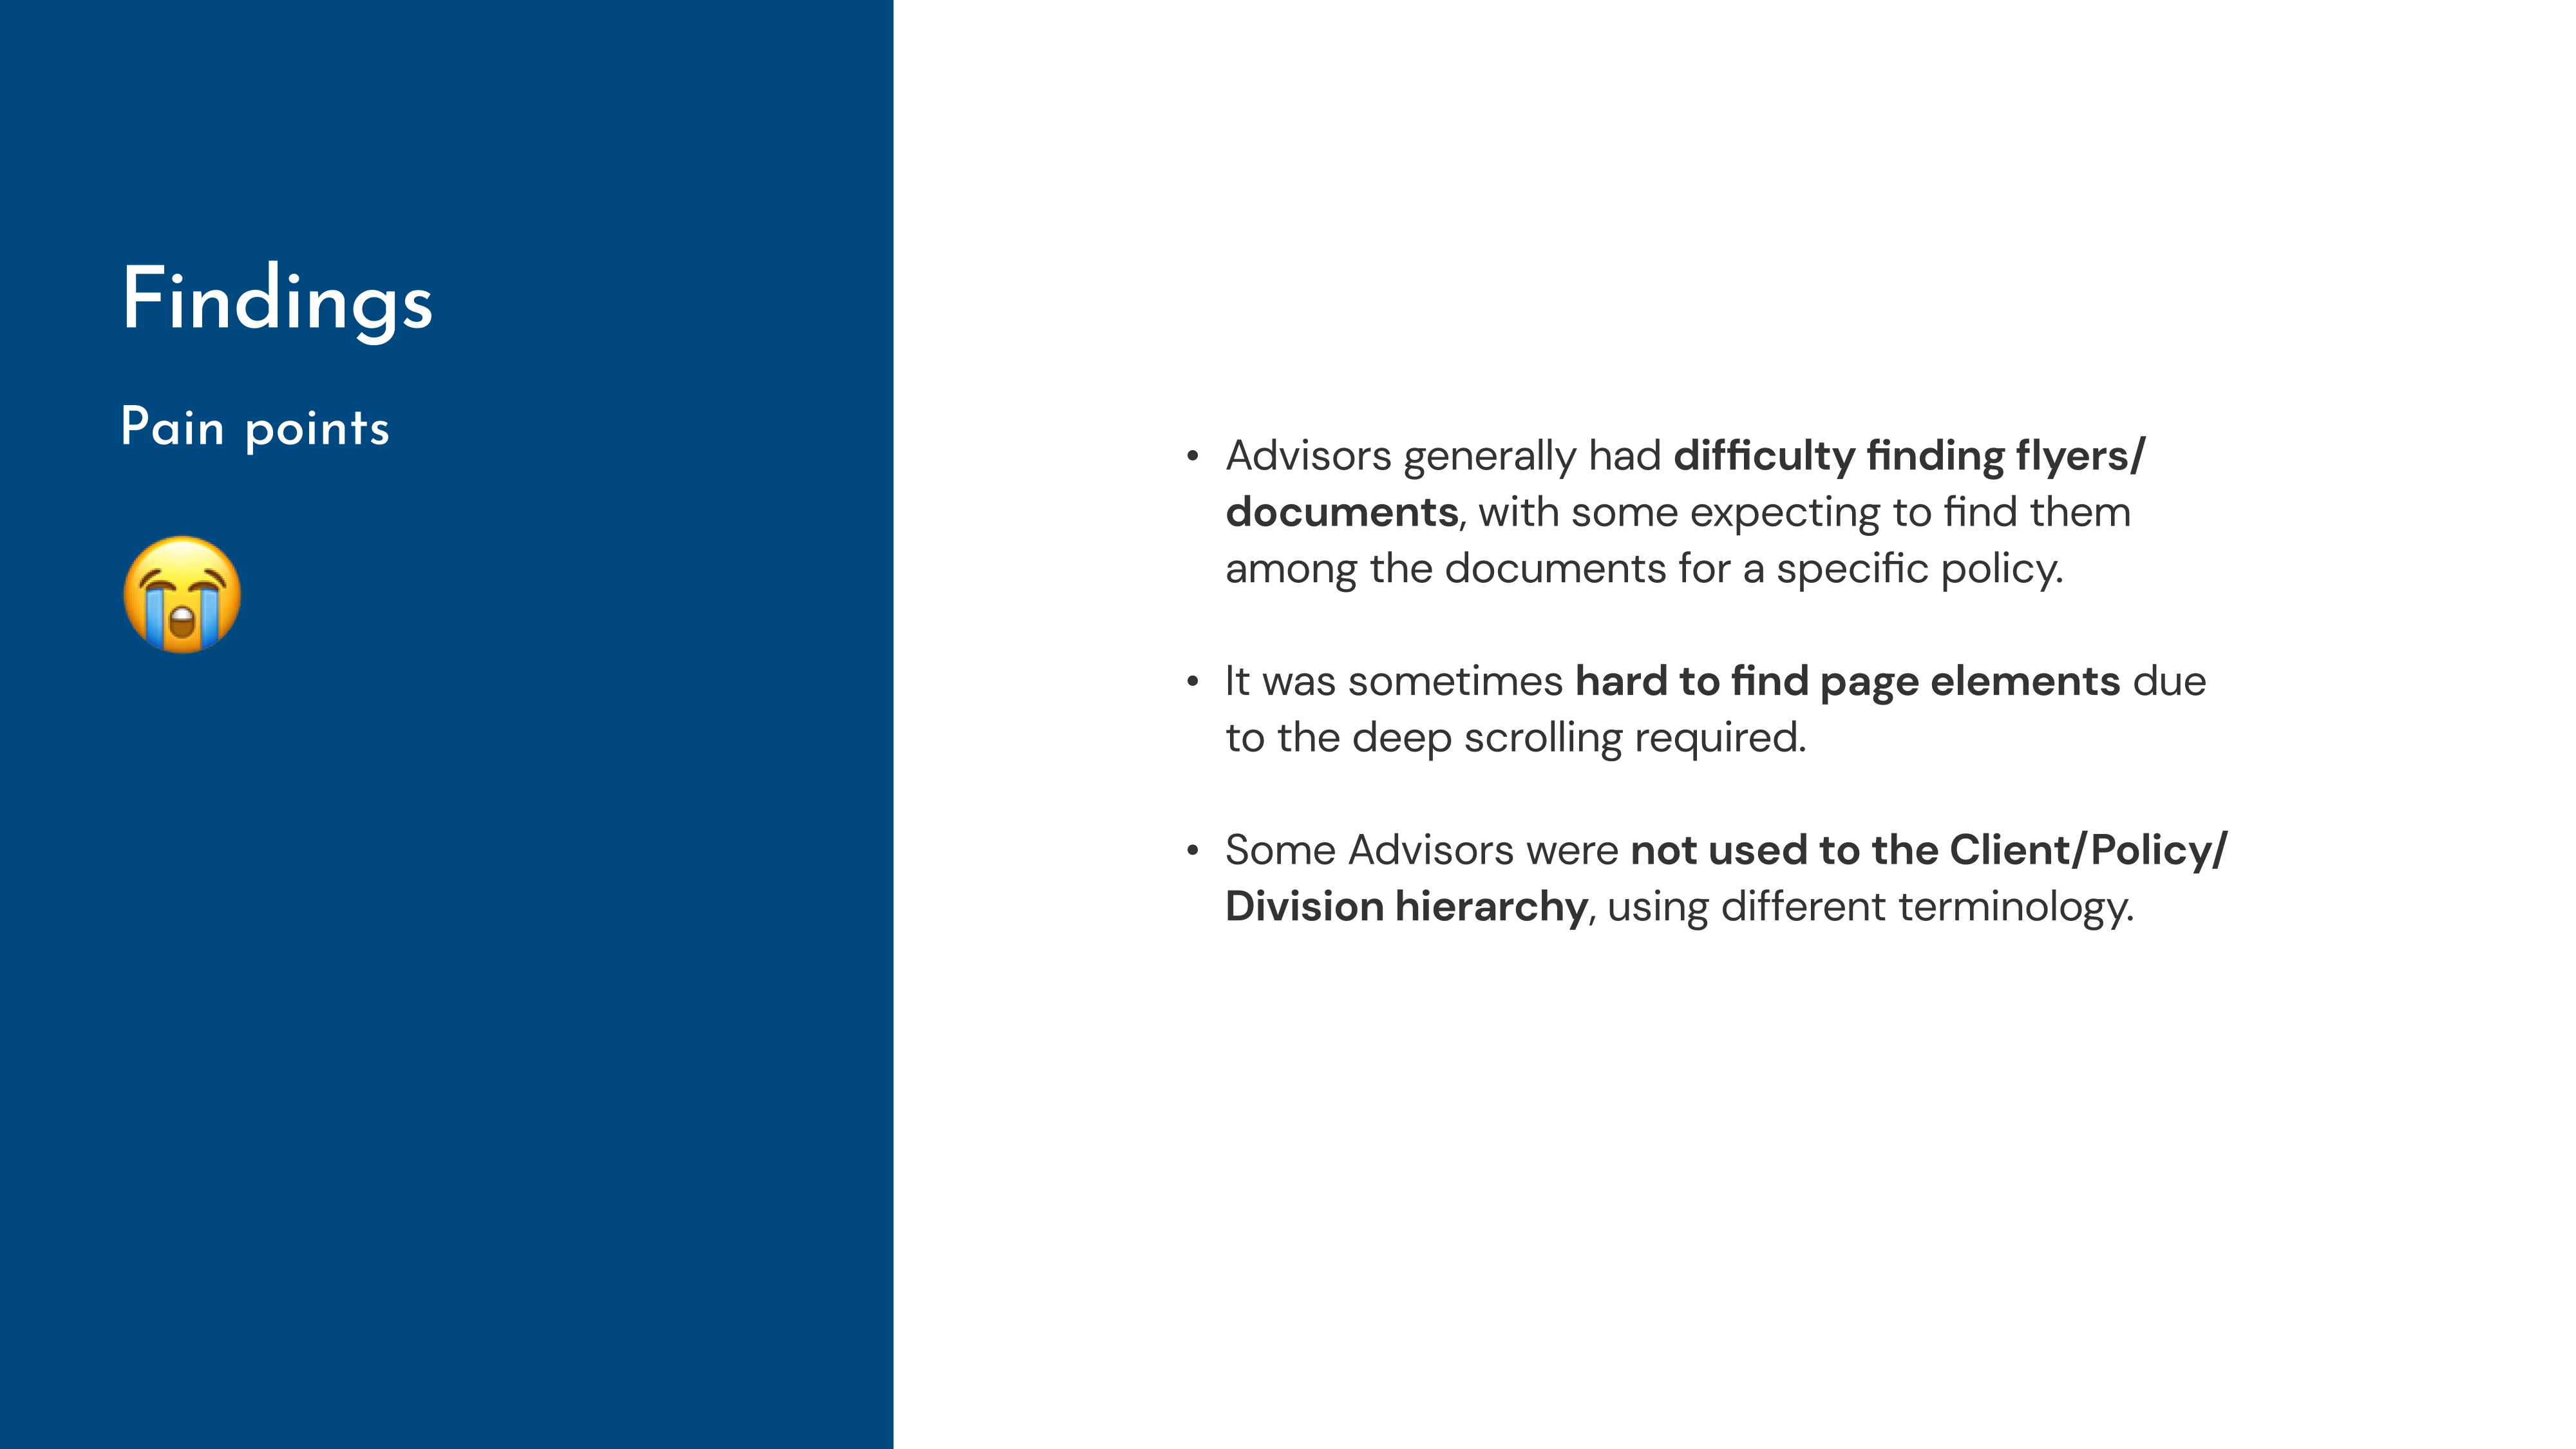 Findings
Pain points
• Advisors generally had difficulty finding flyers/
documents, with some expecting to find them
among the documents for a specific policy.
• It was sometimes hard to find page elements due
to the deep scrolling required.
• Some Advisors were not used to the Client/Policy/
Division hierarchy, using different terminology.